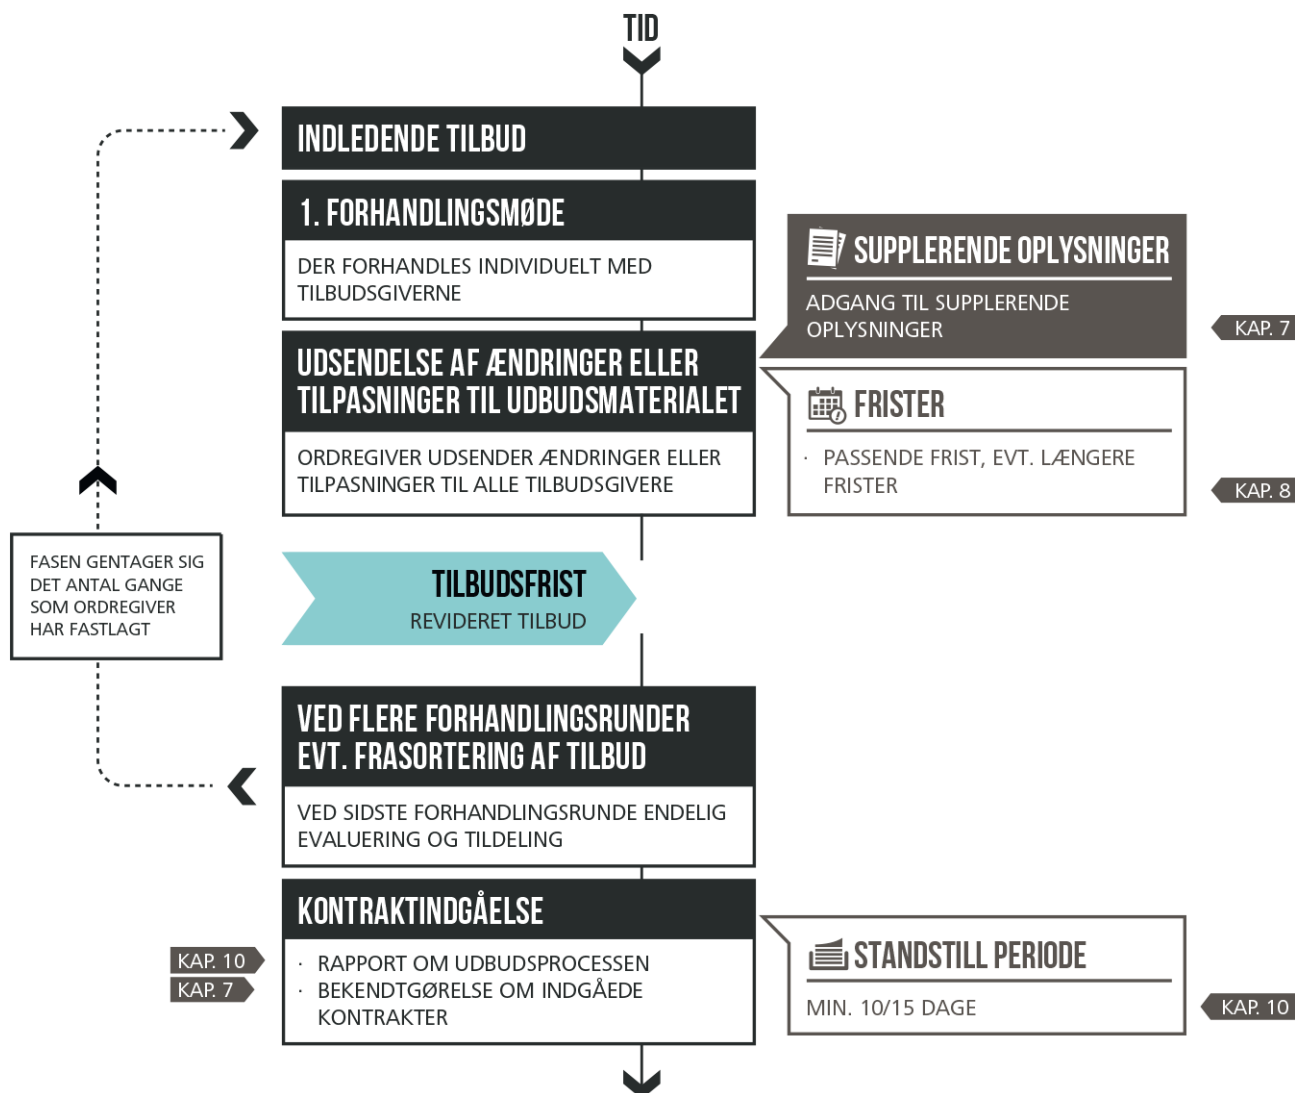 TID
INDLEDENDE TILBUD
1. FORHANDLINGSMØDE
DER FORHANDLES INDIVIDUELT MED
TILBUDSGIVERNE
SUPPLERENDE OPLYSNINGER
ADGANG TIL SUPPLERENDE
OPLYSNINGER
KAP. 7
UDSENDELSE AF ÆNDRINGER ELLER
TILPASNINGER TIL UDBUDSMATERIALET
ORDREGIVER UDSENDER ÆNDRINGER ELLER
TILPASNINGER TIL ALLE TILBUDSGIVERE
FRISTER
· PASSENDE FRIST, EVT. LÆNGERE
FRISTER
KAP. 8
FASEN GENTAGER SIG
DET ANTAL GANGE
SOM ORDREGIVER
HAR FASTLAGT
TILBUDSFRIST
REVIDERET TILBUD
VED FLERE FORHANDLINGSRUNDER
EVT. FRASORTERING AF TILBUD
VED SIDSTE FORHANDLINGSRUNDE ENDELIG
EVALUERING OG TILDELING
KONTRAKTINDGÅELSE
KAP. 10
KAP. 7
· RAPPORT OM UDBUDSPROCESSEN
· BEKENDTGØRELSE OM INDGÅEDE
KONTRAKTER
STANDSTILL PERIODE
MIN. 10/15 DAGE
KAP. 10